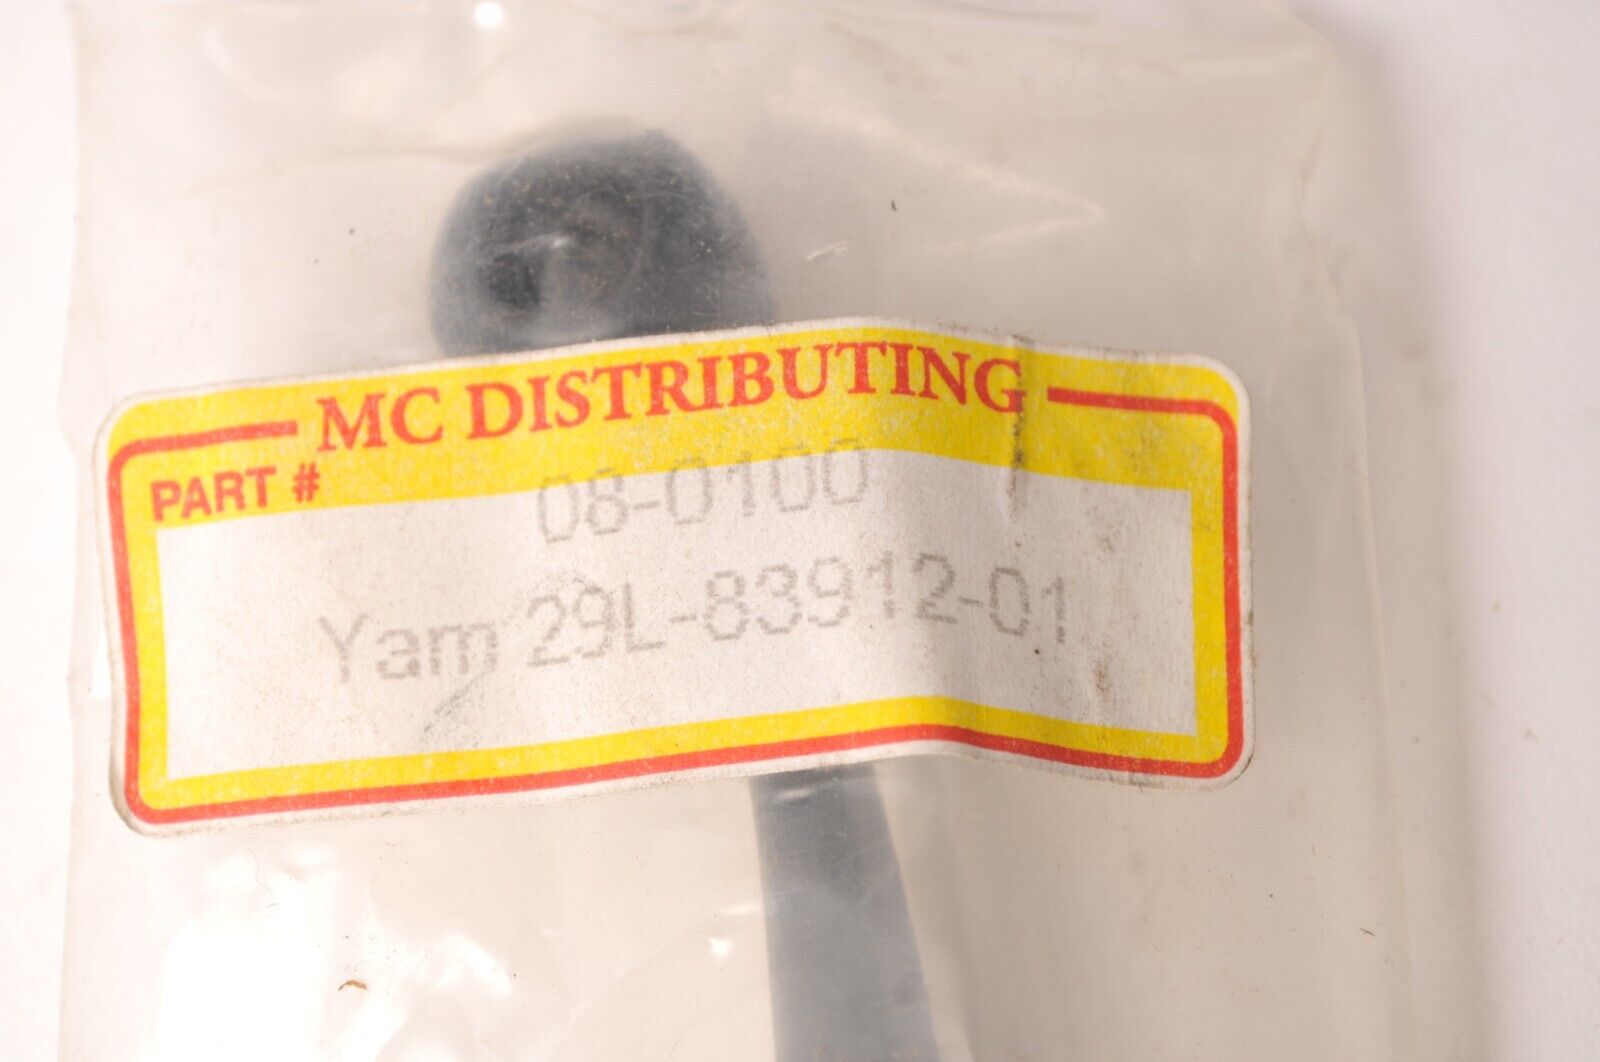 MC DISTRIBUTING
PART # 08-0100
Yam 29L-83912-01